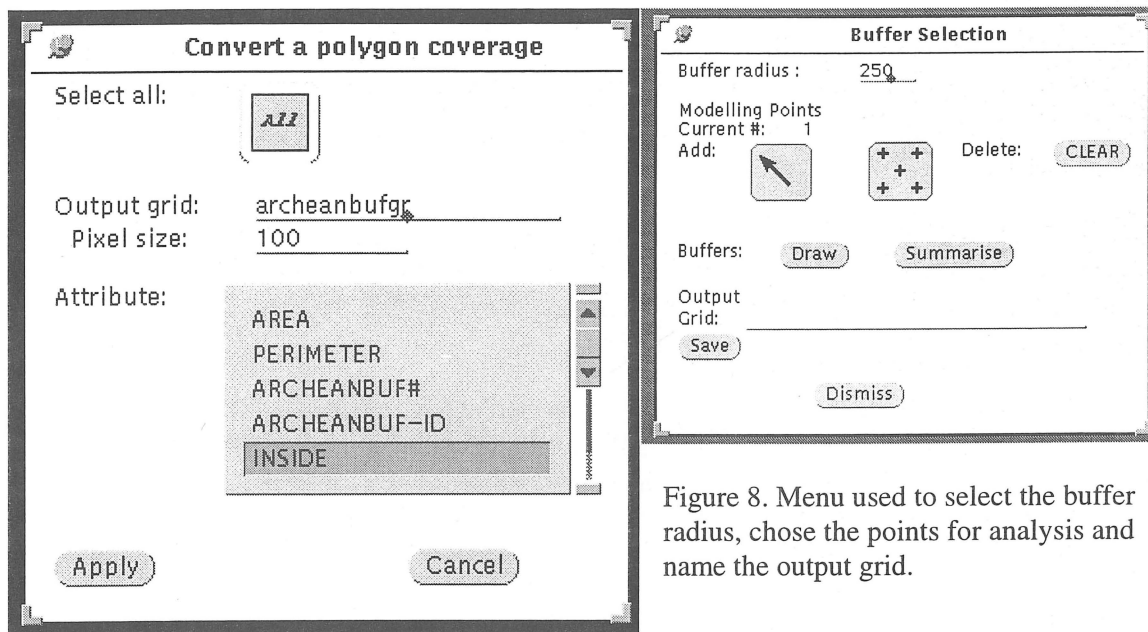 Convert a polygon coverage
Select all:
All
Output grid: archeanbufgr
Pixel size: 100
Attribute:
AREA
PERIMETER
ARCHEANBUF#
ARCHEANBUF-ID
INSIDE
Apply
Cancel
Buffer Selection
Buffer radius : 250
Modelling Points
Current #: 1
Add:
Delete: CLEAR
Buffers: Draw Summarise
Output
Grid:
Save
Dismiss
Figure 8. Menu used to select the buffer
radius, chose the points for analysis and
name the output grid.